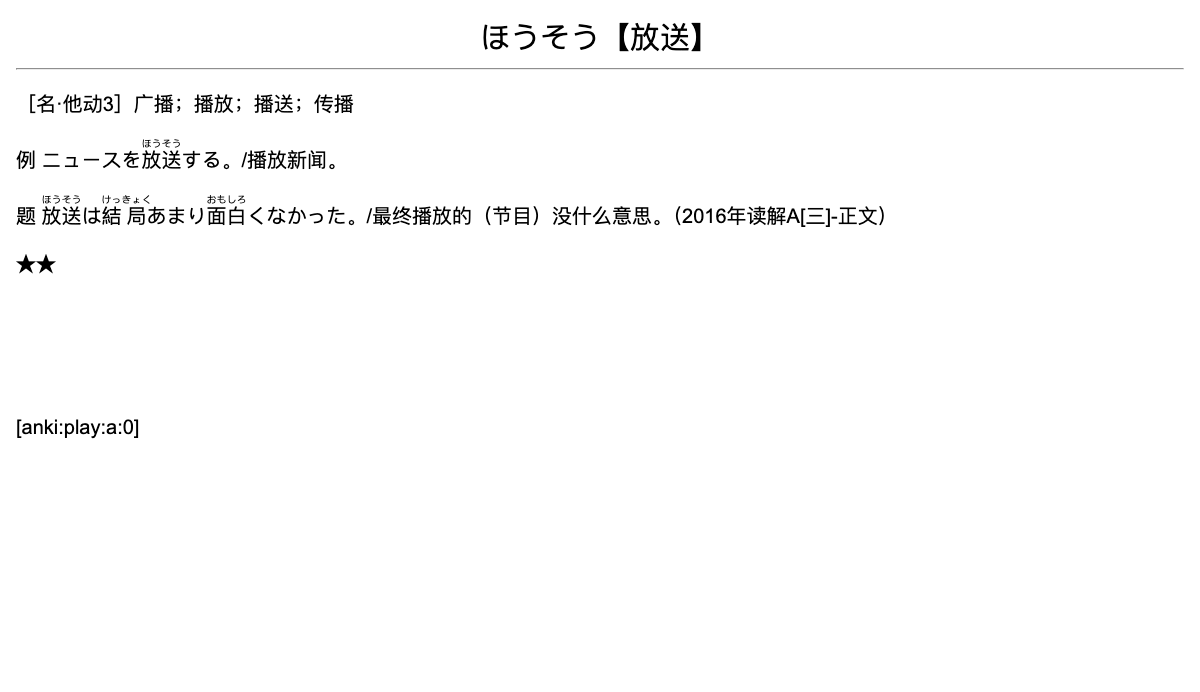 ほうそう【放送】
［名·他动3］广播；播放；播送；传播
ほうそう
例 ニュースを放送する。/播放新闻。
ほうそう けっきょく おもしろ
题 放送は結局あまり面白くなかった。/最终播放的（节目）没什么意思。（2016年读解A[三]-正文）
★★
[anki:play:a:0]